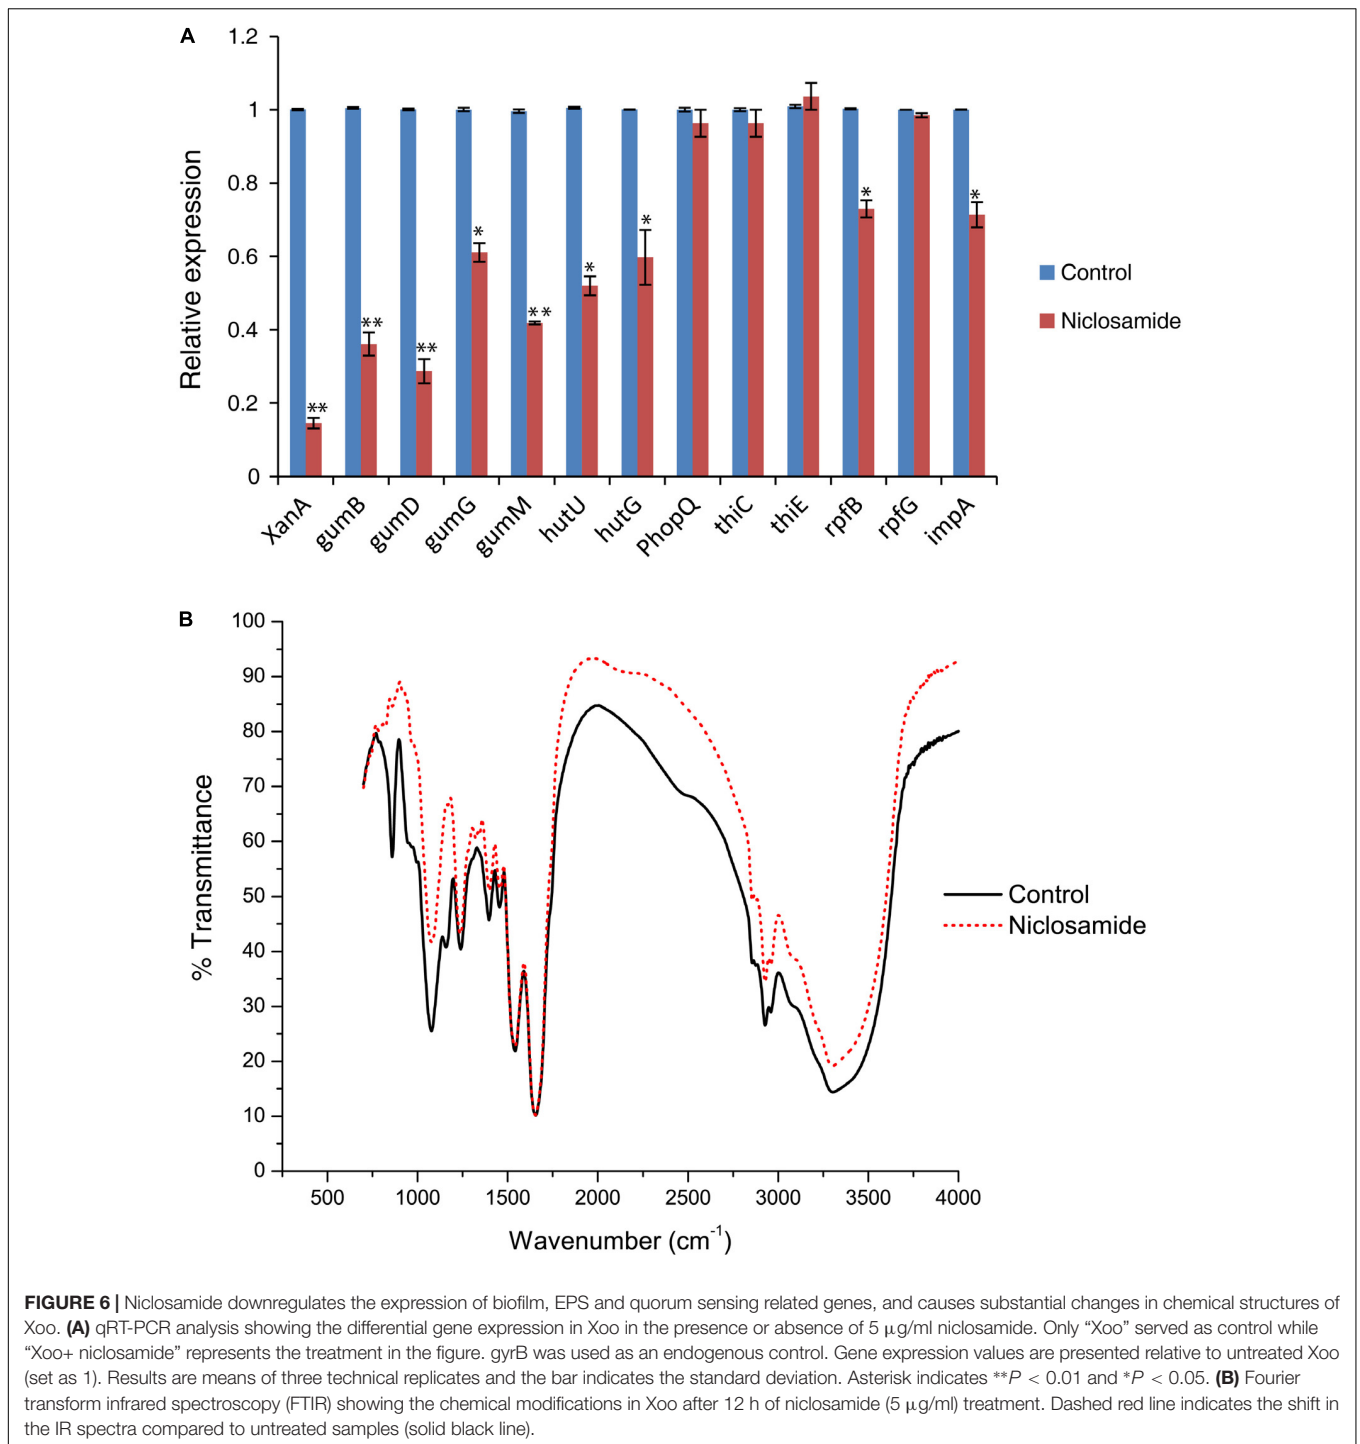 A
1.2
1
0.8
0.6
0.4
0.2
0
Relative expression
** ** ** * ** * * * *
XanA gumB gumD gumG gumM hutU hutG PhopQ thiC thiE rpfB rpfG impA
Control
Niclosamide
B
100
90
80
70
60
50
40
30
20
10
0
% Transmittance
500 1000 1500 2000 2500 3000 3500 4000
Wavenumber (cm⁻¹)
Control
Niclosamide
FIGURE 6 | Niclosamide downregulates the expression of biofilm, EPS and quorum sensing related genes, and causes substantial changes in chemical structures of
Xoo. (A) qRT-PCR analysis showing the differential gene expression in Xoo in the presence or absence of 5 μg/ml niclosamide. Only “Xoo” served as control while
“Xoo+ niclosamide” represents the treatment in the figure. gyrB was used as an endogenous control. Gene expression values are presented relative to untreated Xoo
(set as 1). Results are means of three technical replicates and the bar indicates the standard deviation. Asterisk indicates **P < 0.01 and *P < 0.05. (B) Fourier
transform infrared spectroscopy (FTIR) showing the chemical modifications in Xoo after 12 h of niclosamide (5 μg/ml) treatment. Dashed red line indicates the shift in
the IR spectra compared to untreated samples (solid black line).